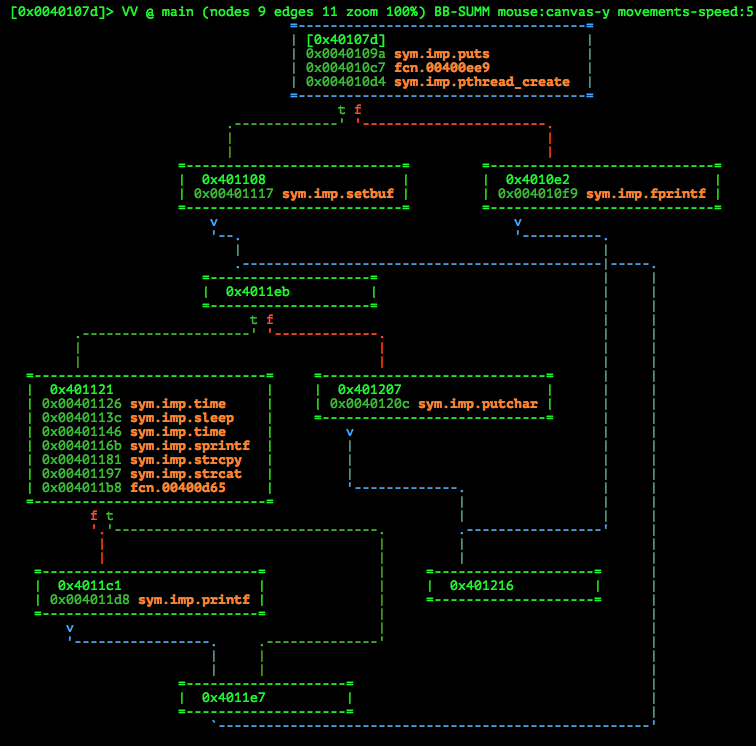 [0x0040107d]> VV @ main (nodes 9 edges 11 zoom 100%) BB-SUMM mouse:canvas-y movements-speed:5
[0x40107d]
0x0040109a sym.imp.puts
0x004010c7 fcn.00400ee9
0x004010d4 sym.imp.pthread_create
t f
0x401108
0x00401117 sym.imp.setbuf
0x4010e2
0x004010f9 sym.imp.fprintf
v v
0x4011eb
t f
0x401121
0x00401126 sym.imp.time
0x0040113c sym.imp.sleep
0x00401146 sym.imp.time
0x0040116b sym.imp.sprintf
0x00401181 sym.imp.strcpy
0x00401197 sym.imp.strcat
0x004011b8 fcn.00400d65
0x401207
0x0040120c sym.imp.putchar
v
f t
0x4011c1
0x004011d8 sym.imp.printf
0x401216
v
0x4011e7